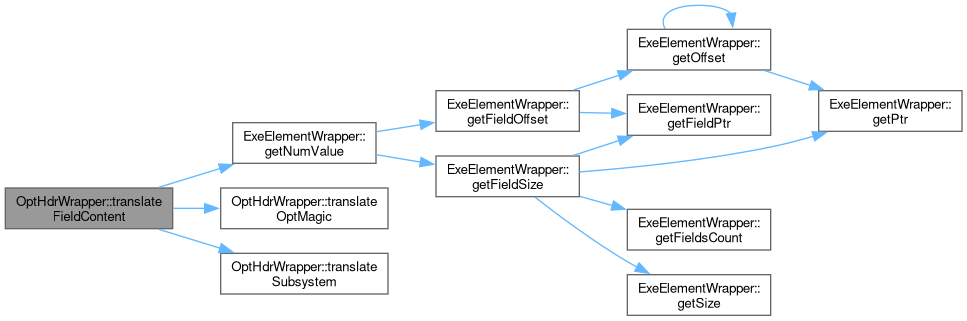 OptHdrWrapper::translate
FieldContent
ExeElementWrapper::
getNumValue
OptHdrWrapper::translate
OptMagic
OptHdrWrapper::translate
Subsystem
ExeElementWrapper::
getFieldOffset
ExeElementWrapper::
getFieldSize
ExeElementWrapper::
getOffset
ExeElementWrapper::
getFieldPtr
ExeElementWrapper::
getFieldsCount
ExeElementWrapper::
getSize
ExeElementWrapper::
getPtr